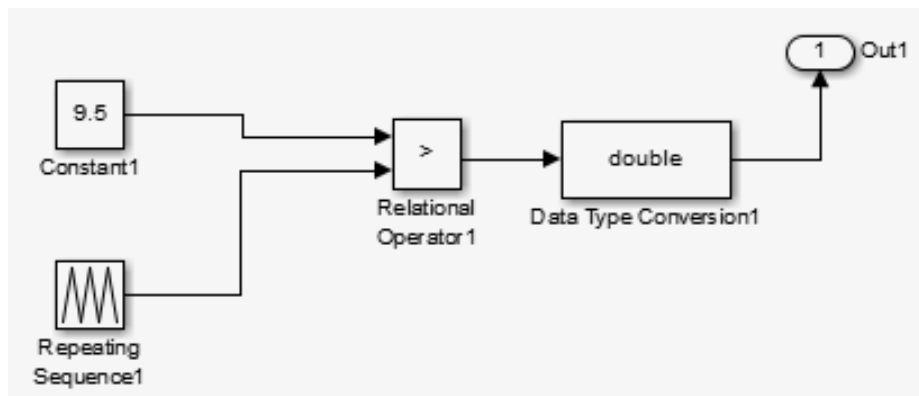 1
Out1
9.5
Constant1
>
Relational
Operator1
double
Data Type Conversion1
Repeating
Sequence1